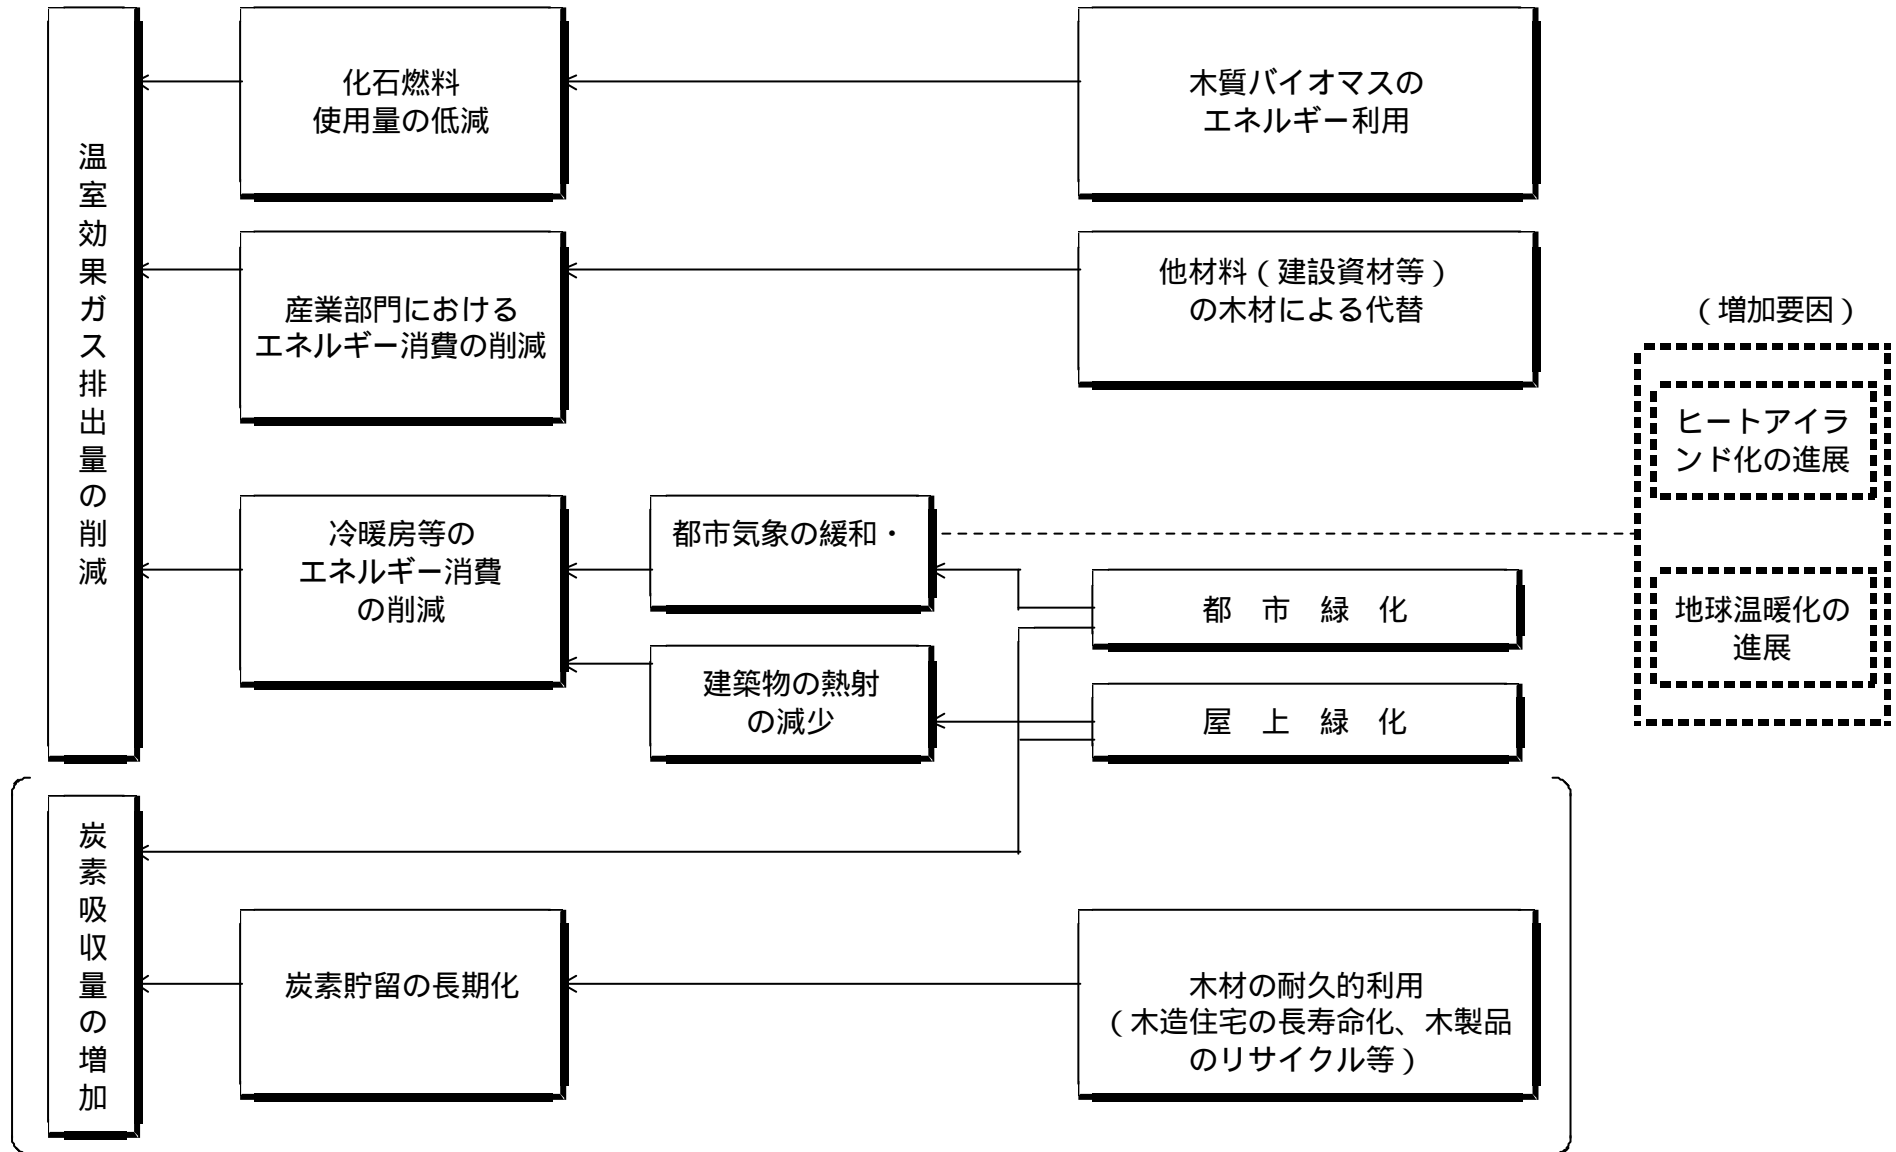 温室効果ガス排出量の削減
化石燃料
使用量の低減
木質バイオマスの
エネルギー利用
産業部門における
エネルギー消費の削減
他材料(建設資材等)
の木材による代替
(増加要因)
ヒートアイラ
ンド化の進展
地球温暖化の
進展
冷暖房等の
エネルギー消費
の削減
都市気象の緩和・
建築物の熱射
の減少
都 市 緑 化
屋 上 緑 化
炭素吸収量の増加
炭素貯留の長期化
木材の耐久的利用
(木造住宅の長寿命化、木製品
のリサイクル等)